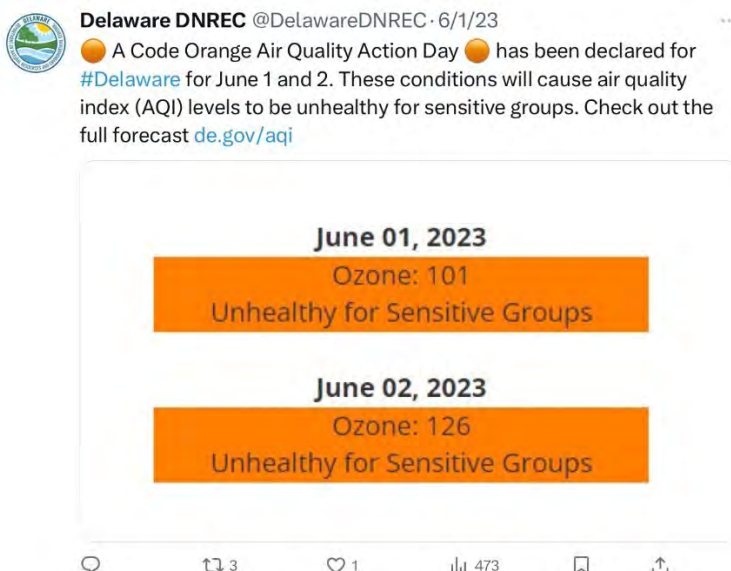 Delaware DNREC @DelawareDNREC · 6/1/23
🟠 A Code Orange Air Quality Action Day 🟠 has been declared for
#Delaware for June 1 and 2. These conditions will cause air quality
index (AQI) levels to be unhealthy for sensitive groups. Check out the
full forecast de.gov/aqi
June 01, 2023
Ozone: 101
Unhealthy for Sensitive Groups
June 02, 2023
Ozone: 126
Unhealthy for Sensitive Groups
3 1 473